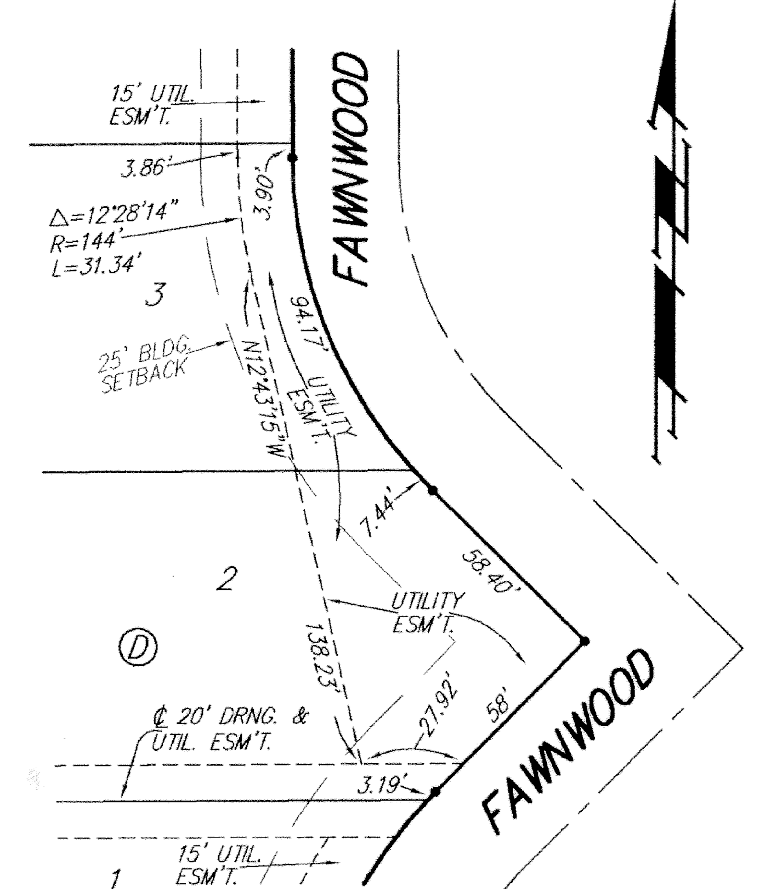 15' UTIL.
ESM'T.
FAWNWOOD
3.86'
3.90'
Δ=12°28'14"
R=144'
L=31.34'
3
94.17'
25' BLDG.
SETBACK
N12°43'15"W
UTILITY
ESM'T.
7.44'
2
58.40'
UTILITY
ESM'T.
D
138.23'
27.92'
58'
FAWNWOOD
℄ 20' DRNG. &
UTIL. ESM'T.
3.19'
15' UTIL.
ESM'T.
1